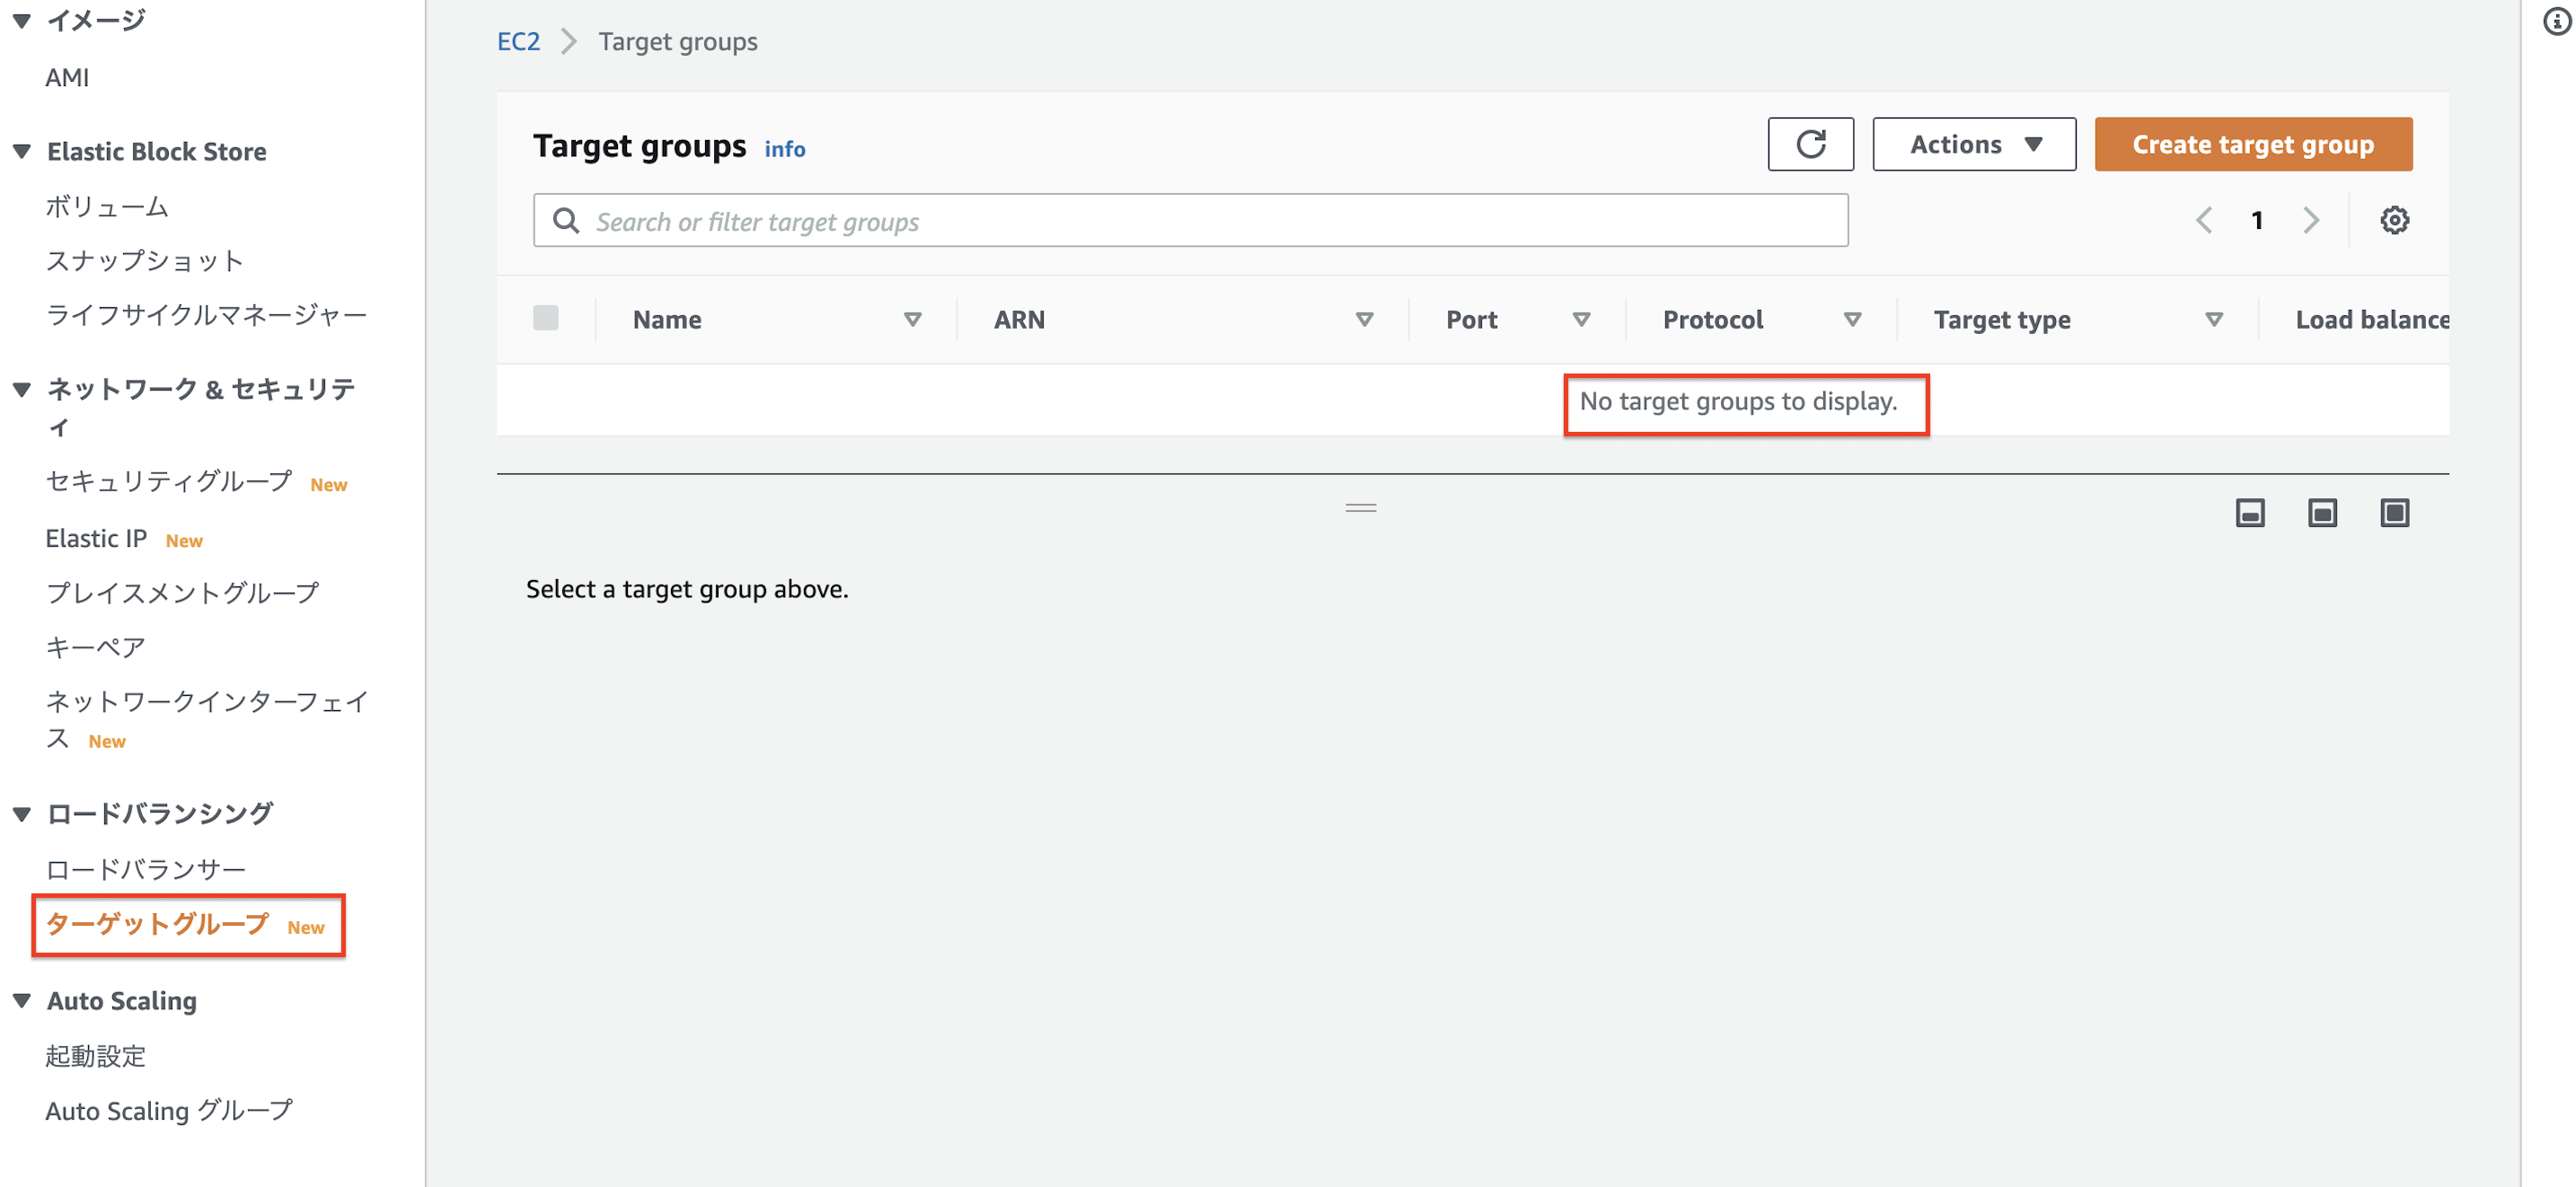 イメージ
AMI
Elastic Block Store
ボリューム
スナップショット
ライフサイクルマネージャー
ネットワーク & セキュリテ
ィ
セキュリティグループ New
Elastic IP New
プレイスメントグループ
キーペア
ネットワークインターフェイ
ス New
ロードバランシング
ロードバランサー
ターゲットグループ New
Auto Scaling
起動設定
Auto Scaling グループ
EC2 Target groups
Target groups info
Actions
Create target group
Search or filter target groups
1
Name ARN Port Protocol Target type Load balance
No target groups to display.
Select a target group above.